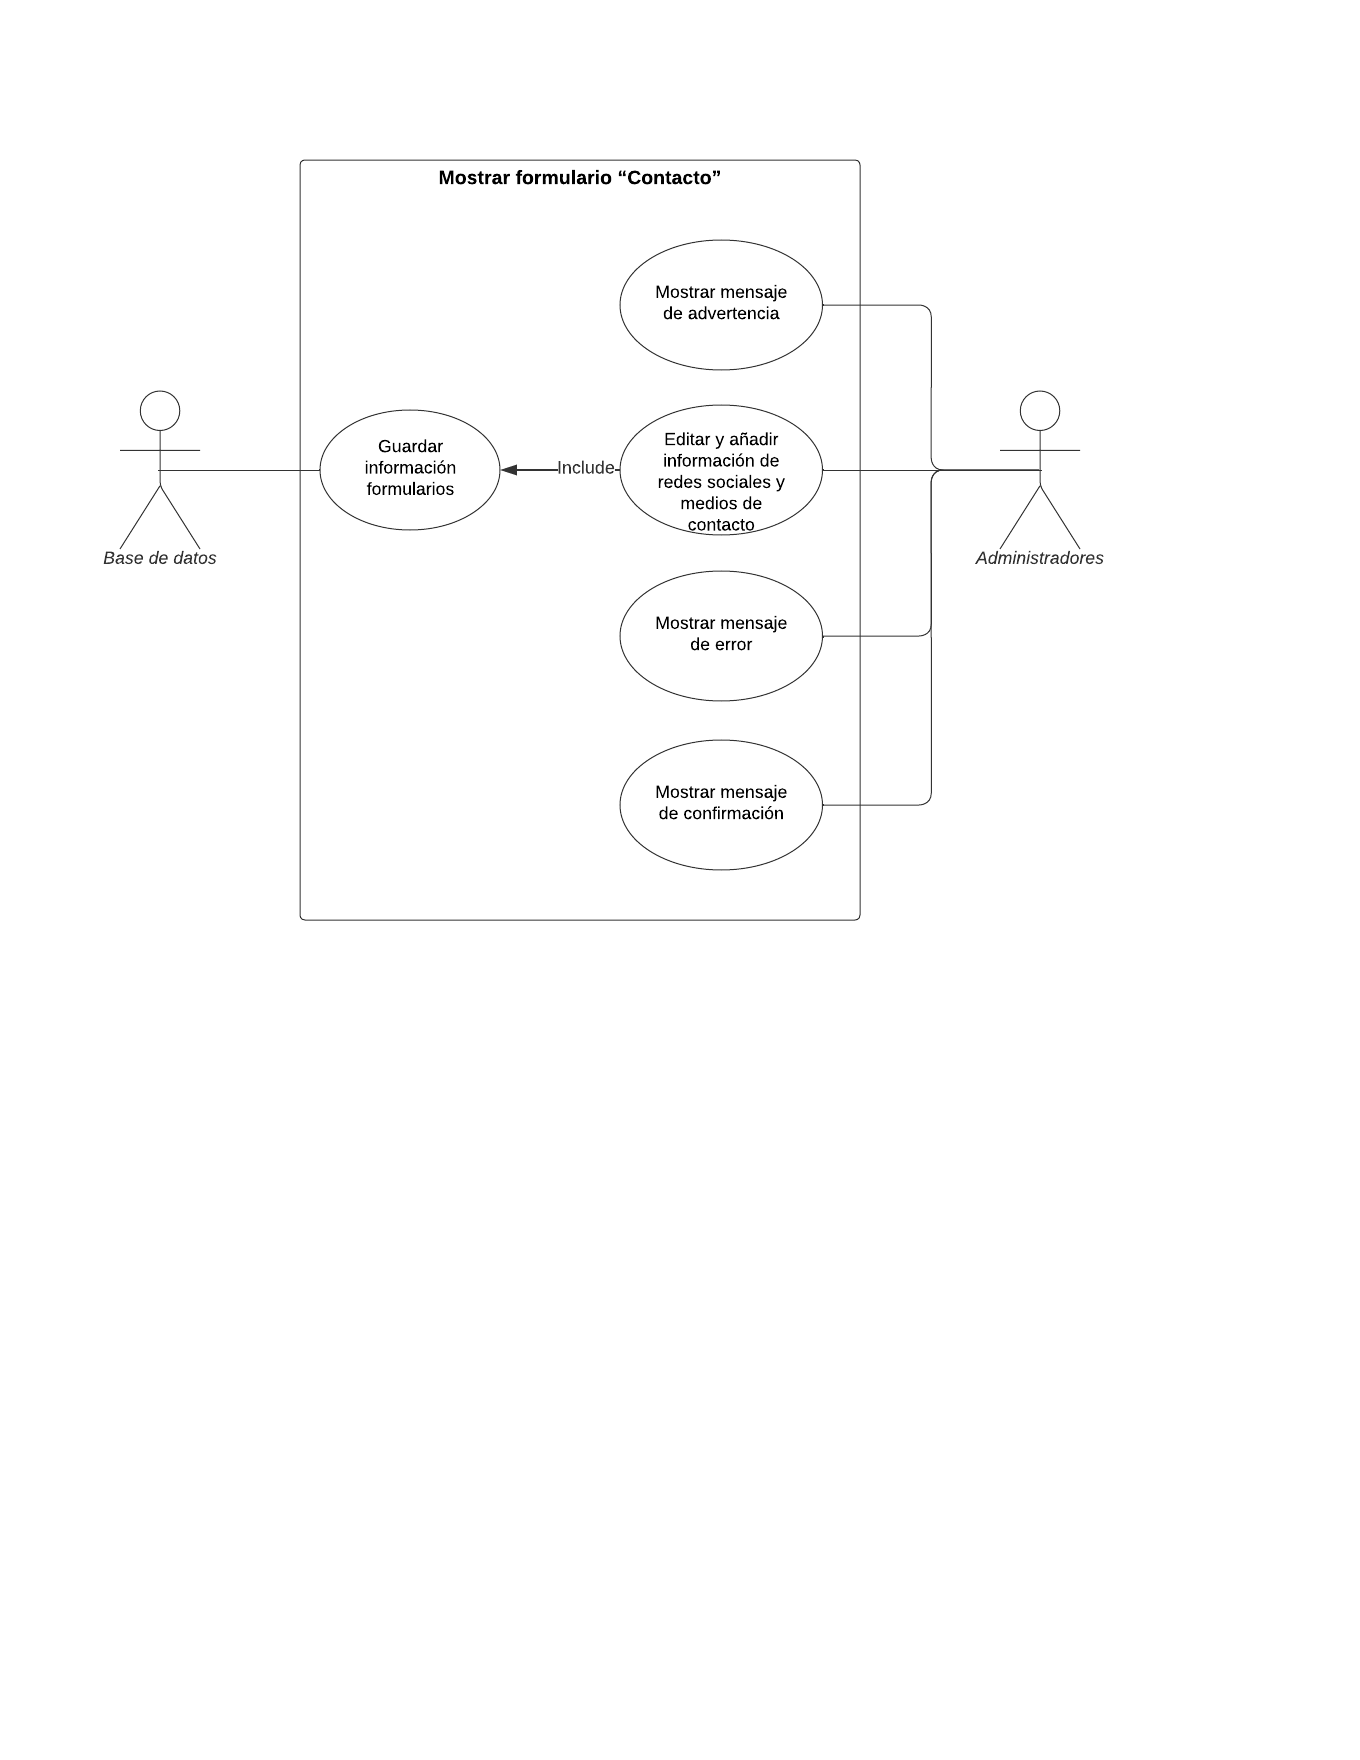 Mostrar formulario “Contacto”
Mostrar mensaje
de advertencia
Guardar
información
formularios
Include
Editar y añadir
información de
redes sociales y
medios de
contacto
Base de datos
Administradores
Mostrar mensaje
de error
Mostrar mensaje
de confirmación